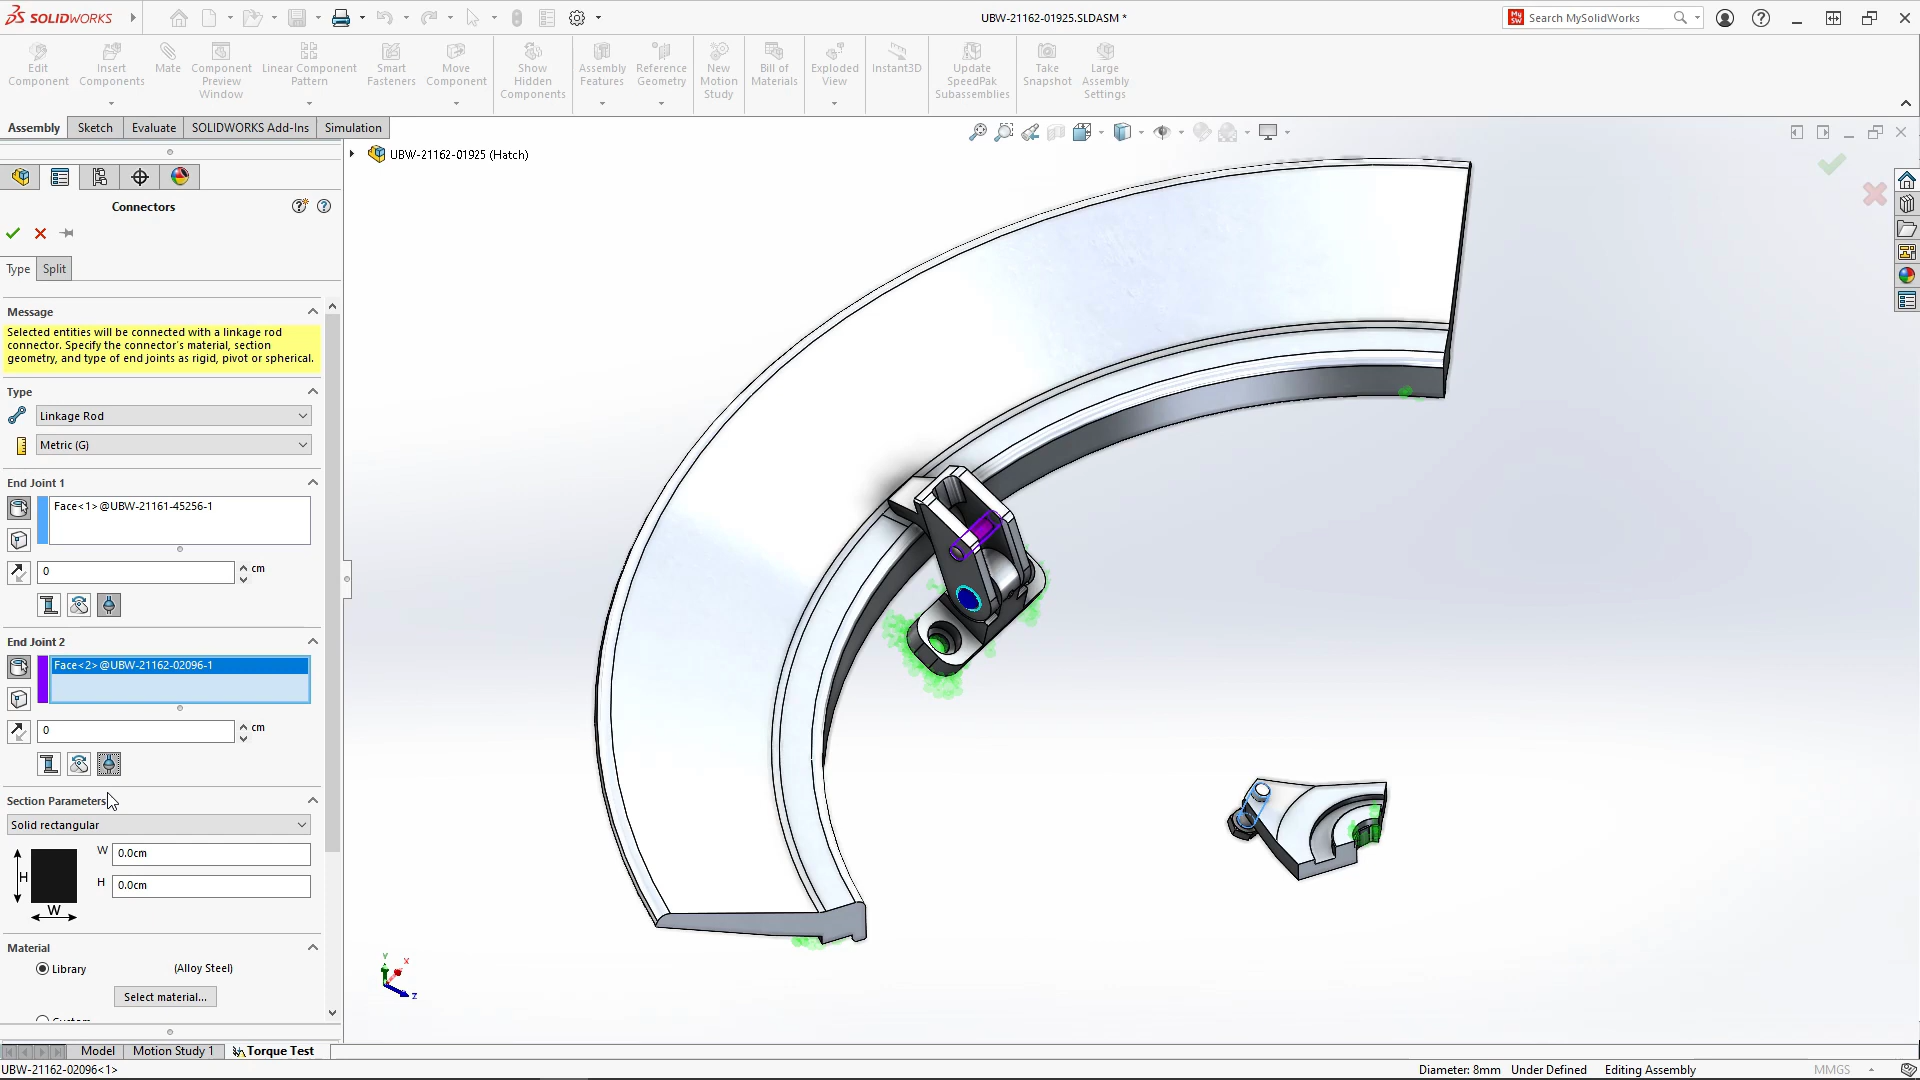 SOLIDWORKS
UBW-21162-01925.SLDASM *
Search MySolidWorks
Edit Component
Insert Components
Mate
Component Preview Window
Linear Component Pattern
Smart Fasteners
Move Component
Show Hidden Components
Assembly Features
Reference Geometry
New Motion Study
Bill of Materials
Exploded View
Instant3D
Update SpeedPak Subassemblies
Take Snapshot
Large Assembly Settings
Assembly
Sketch
Evaluate
SOLIDWORKS Add-Ins
Simulation
UBW-21162-01925 (Hatch)
Connectors
Type
Split
Message
Selected entities will be connected with a linkage rod
connector. Specify the connector's material, section
geometry, and type of end joints as rigid, pivot or spherical.
Type
Linkage Rod
Metric (G)
End Joint 1
Face<1>@UBW-21161-45256-1
0
cm
End Joint 2
Face<2>@UBW-21162-02096-1
0
cm
Section Parameters
Solid rectangular
W
0.0cm
H
H
0.0cm
W
Material
Library
(Alloy Steel)
Select material...
Y
X
Z
Model
Motion Study 1
Torque Test
UBW-21162-02096<1>
Diameter: 8mm
Under Defined
Editing Assembly
MMGS